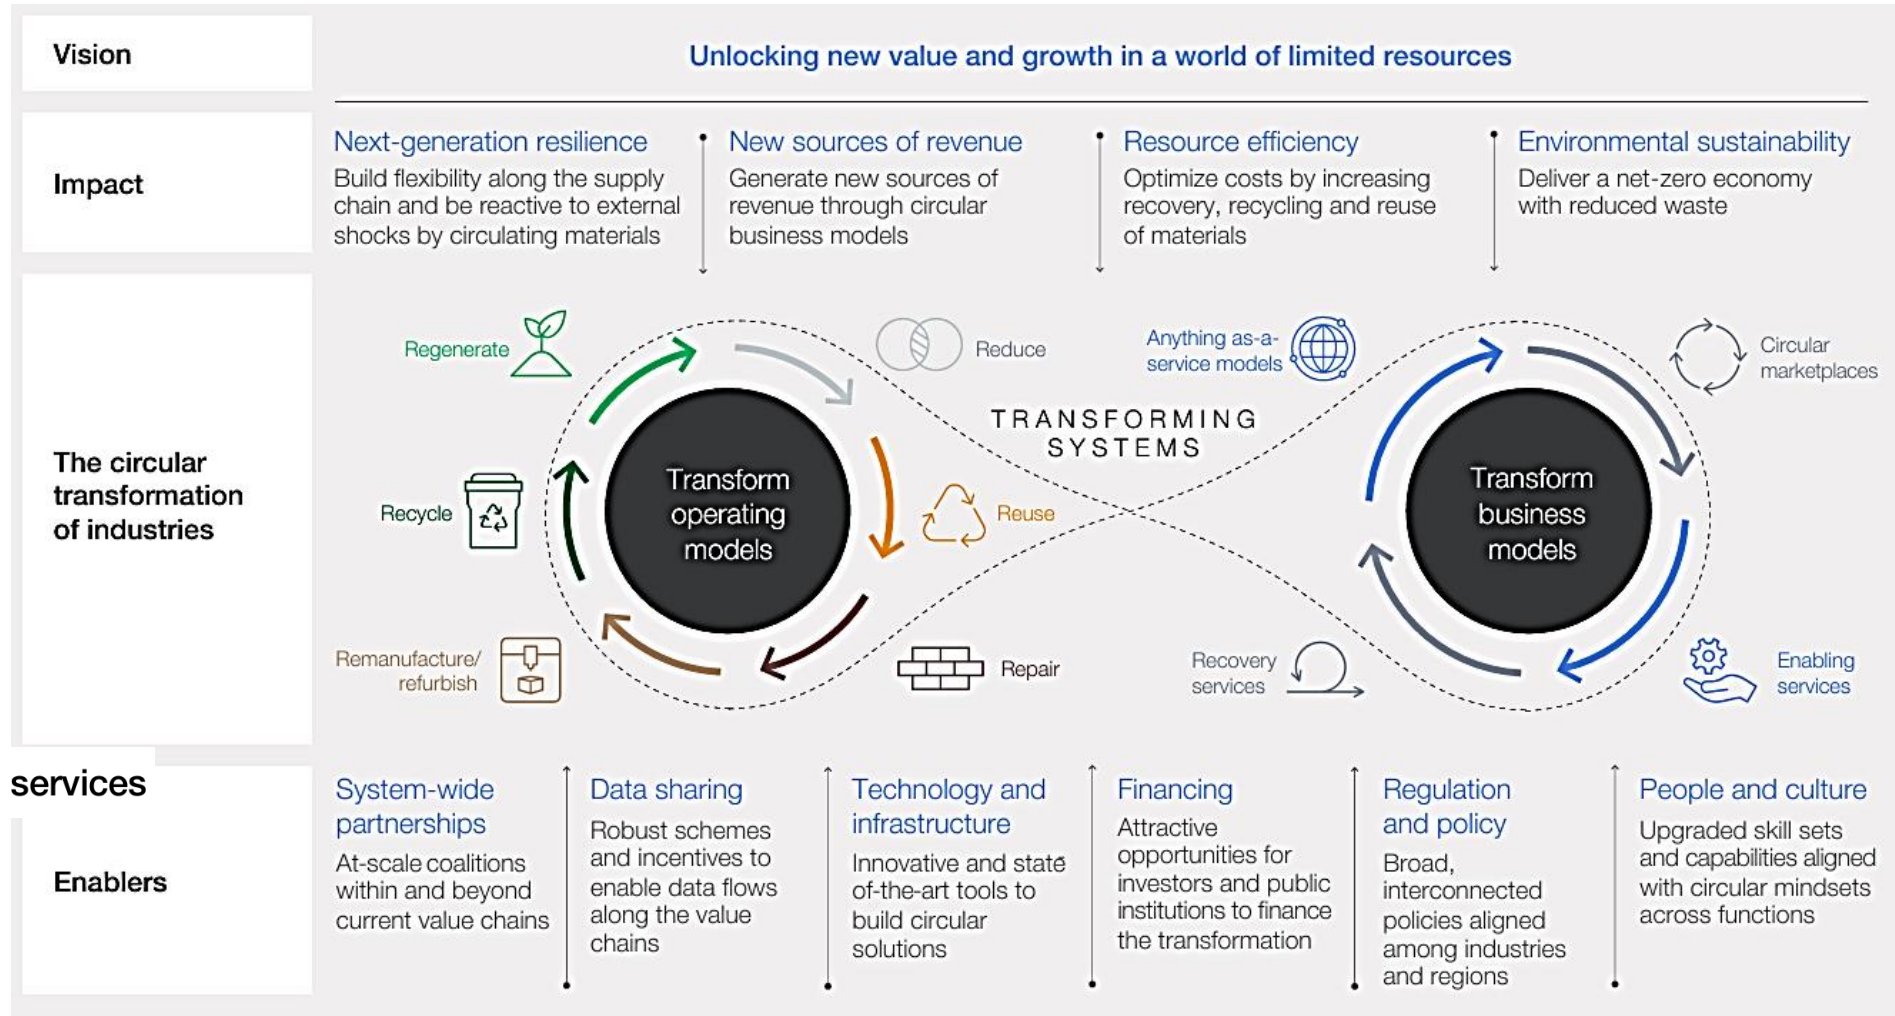 Vision
Unlocking new value and growth in a world of limited resources
Impact
Next-generation resilience
Build flexibility along the supply
chain and be reactive to external
shocks by circulating materials
New sources of revenue
Generate new sources of
revenue through circular
business models
Resource efficiency
Optimize costs by increasing
recovery, recycling and reuse
of materials
Environmental sustainability
Deliver a net-zero economy
with reduced waste
The circular
transformation
of industries
Regenerate
Reduce
Recycle
Transform
operating
models
Reuse
Remanufacture/
refurbish
Repair
TRANSFORMING
SYSTEMS
Anything as-a-
service models
Circular
marketplaces
Transform
business
models
Recovery
services
Enabling
services
services
Enablers
System-wide
partnerships
At-scale coalitions
within and beyond
current value chains
Data sharing
Robust schemes
and incentives to
enable data flows
along the value
chains
Technology and
infrastructure
Innovative and state
of-the-art tools to
build circular
solutions
Financing
Attractive
opportunities for
investors and public
institutions to finance
the transformation
Regulation
and policy
Broad,
interconnected
policies aligned
among industries
and regions
People and culture
Upgraded skill sets
and capabilities aligned
with circular mindsets
across functions